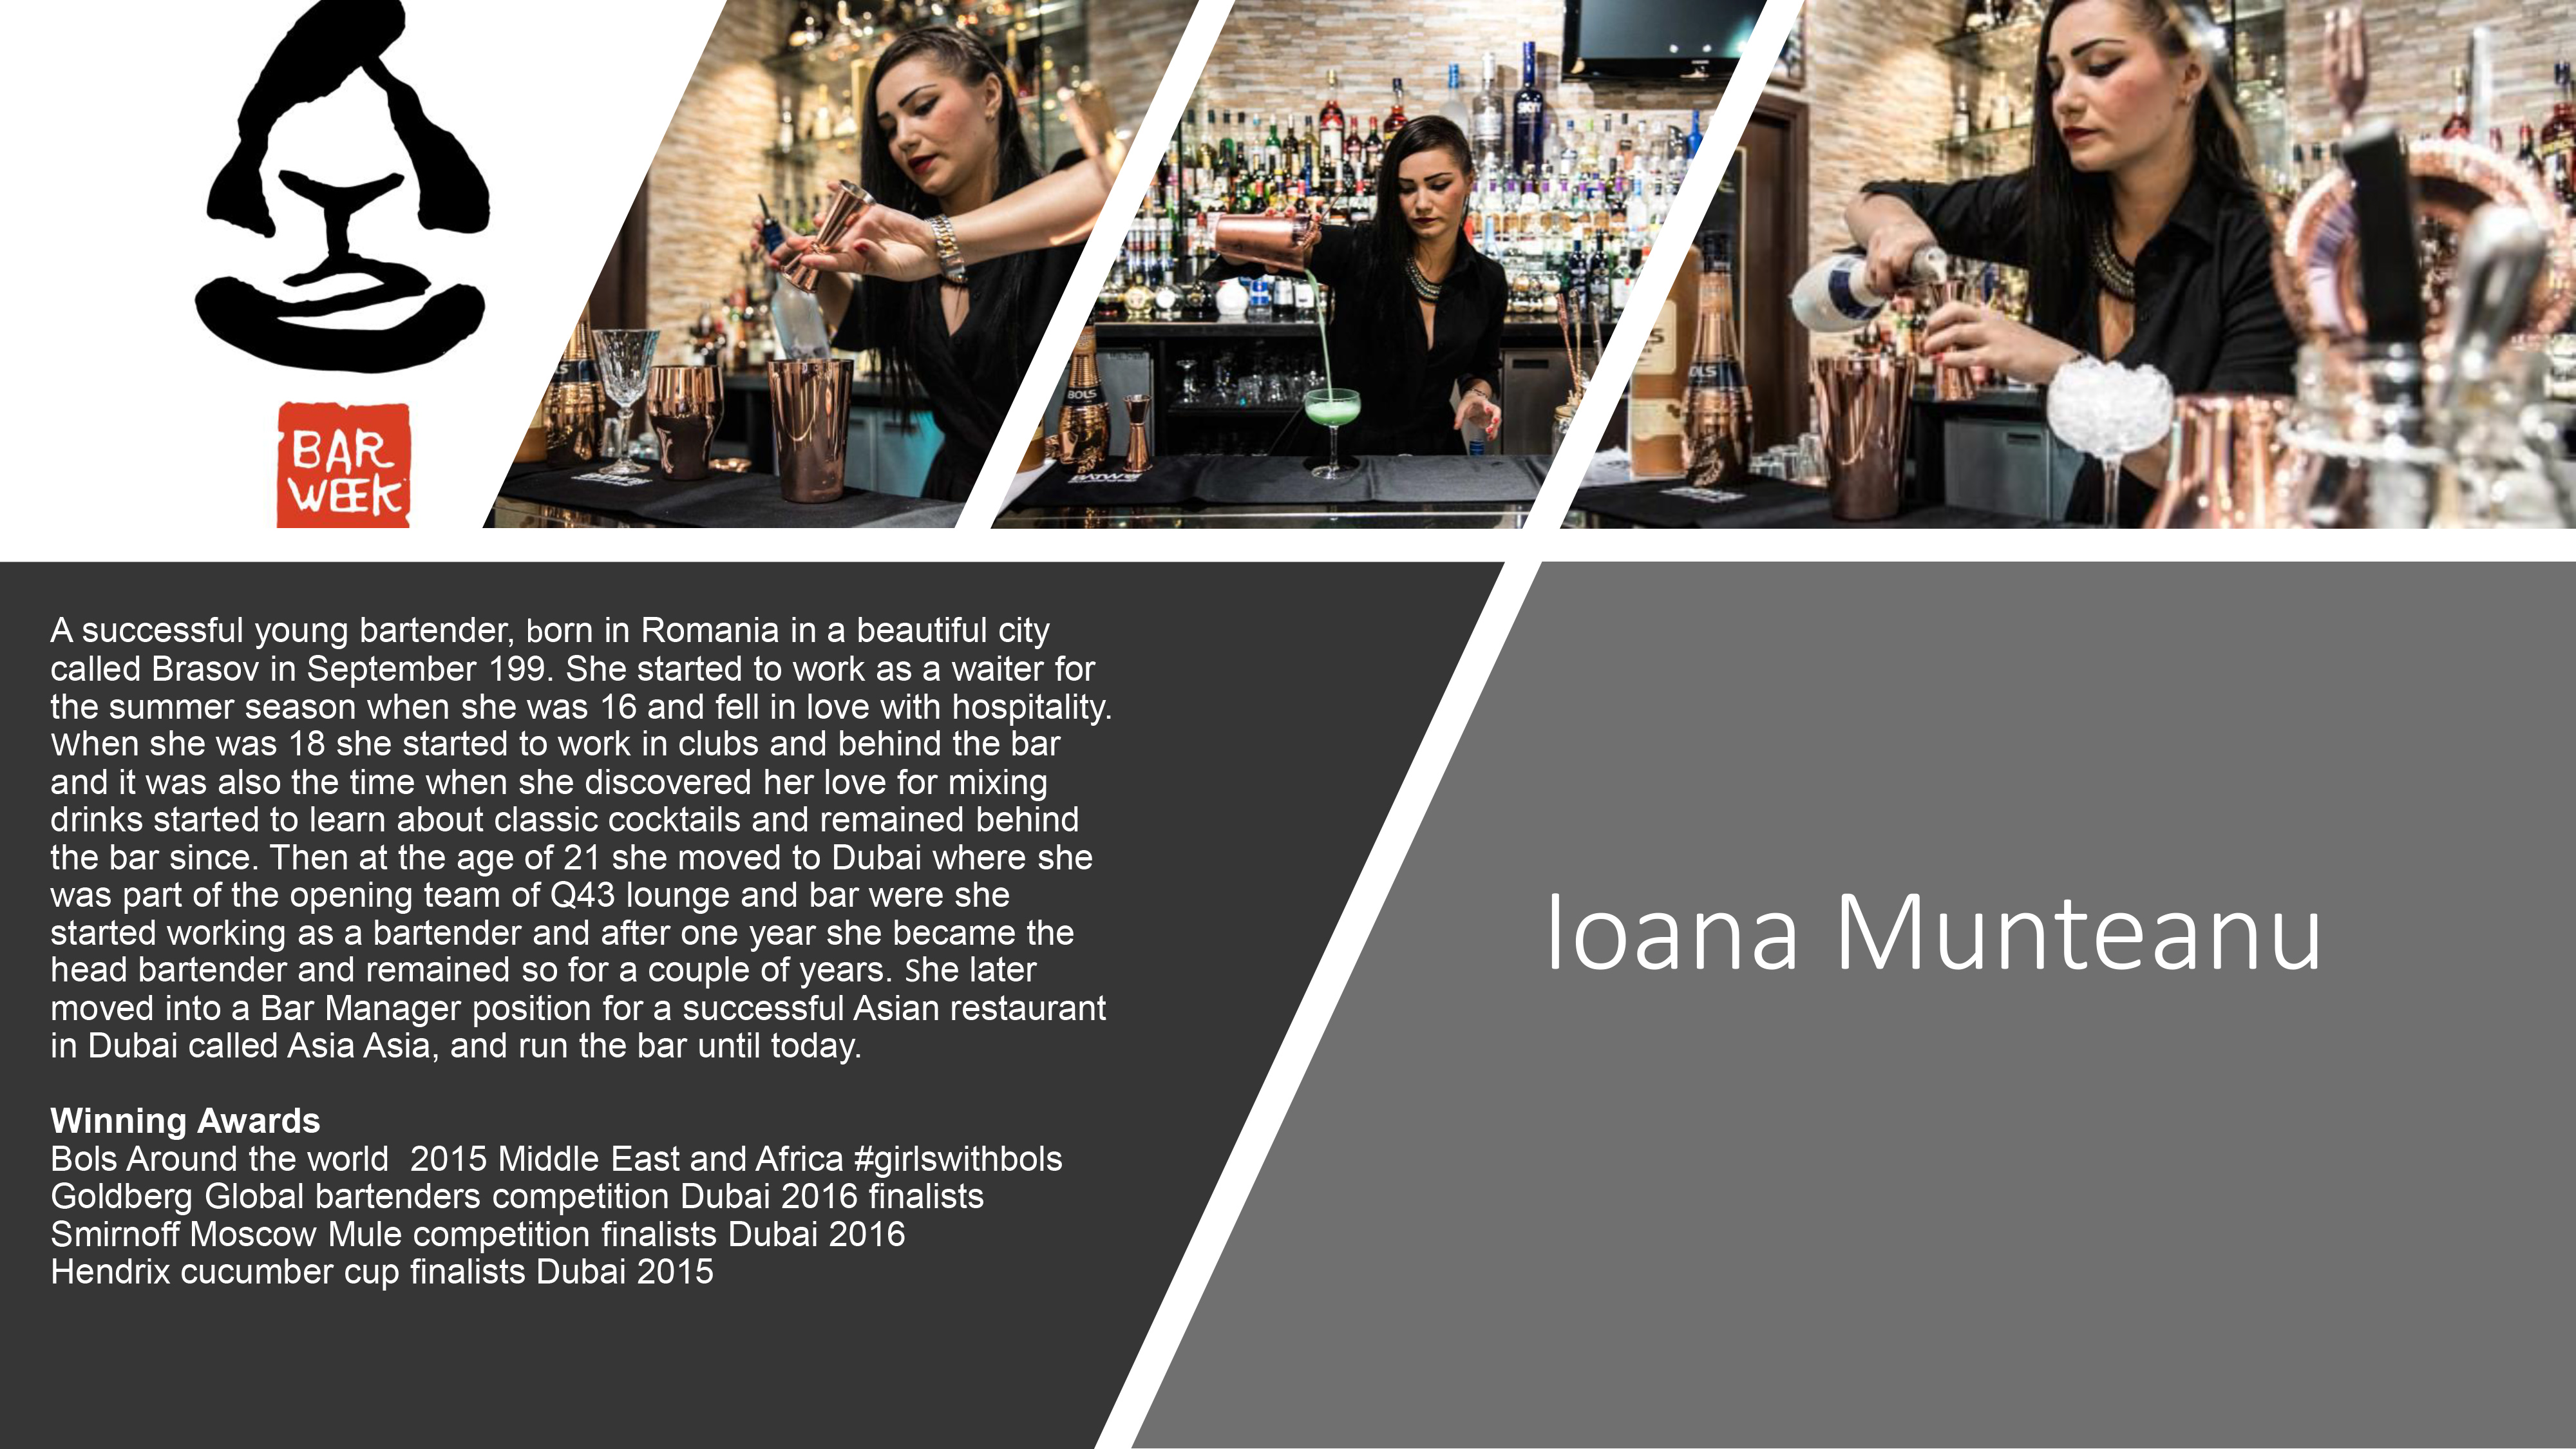 BAR
WEEK
SKYY
BOLS
A successful young bartender, born in Romania in a beautiful city
called Brasov in September 199. She started to work as a waiter for
the summer season when she was 16 and fell in love with hospitality.
When she was 18 she started to work in clubs and behind the bar
and it was also the time when she discovered her love for mixing
drinks started to learn about classic cocktails and remained behind
the bar since. Then at the age of 21 she moved to Dubai where she
was part of the opening team of Q43 lounge and bar were she
started working as a bartender and after one year she became the
head bartender and remained so for a couple of years. She later
moved into a Bar Manager position for a successful Asian restaurant
in Dubai called Asia Asia, and run the bar until today.
Winning Awards
Bols Around the world  2015 Middle East and Africa #girlswithbols
Goldberg Global bartenders competition Dubai 2016 finalists
Smirnoff Moscow Mule competition finalists Dubai 2016
Hendrix cucumber cup finalists Dubai 2015
Ioana Munteanu